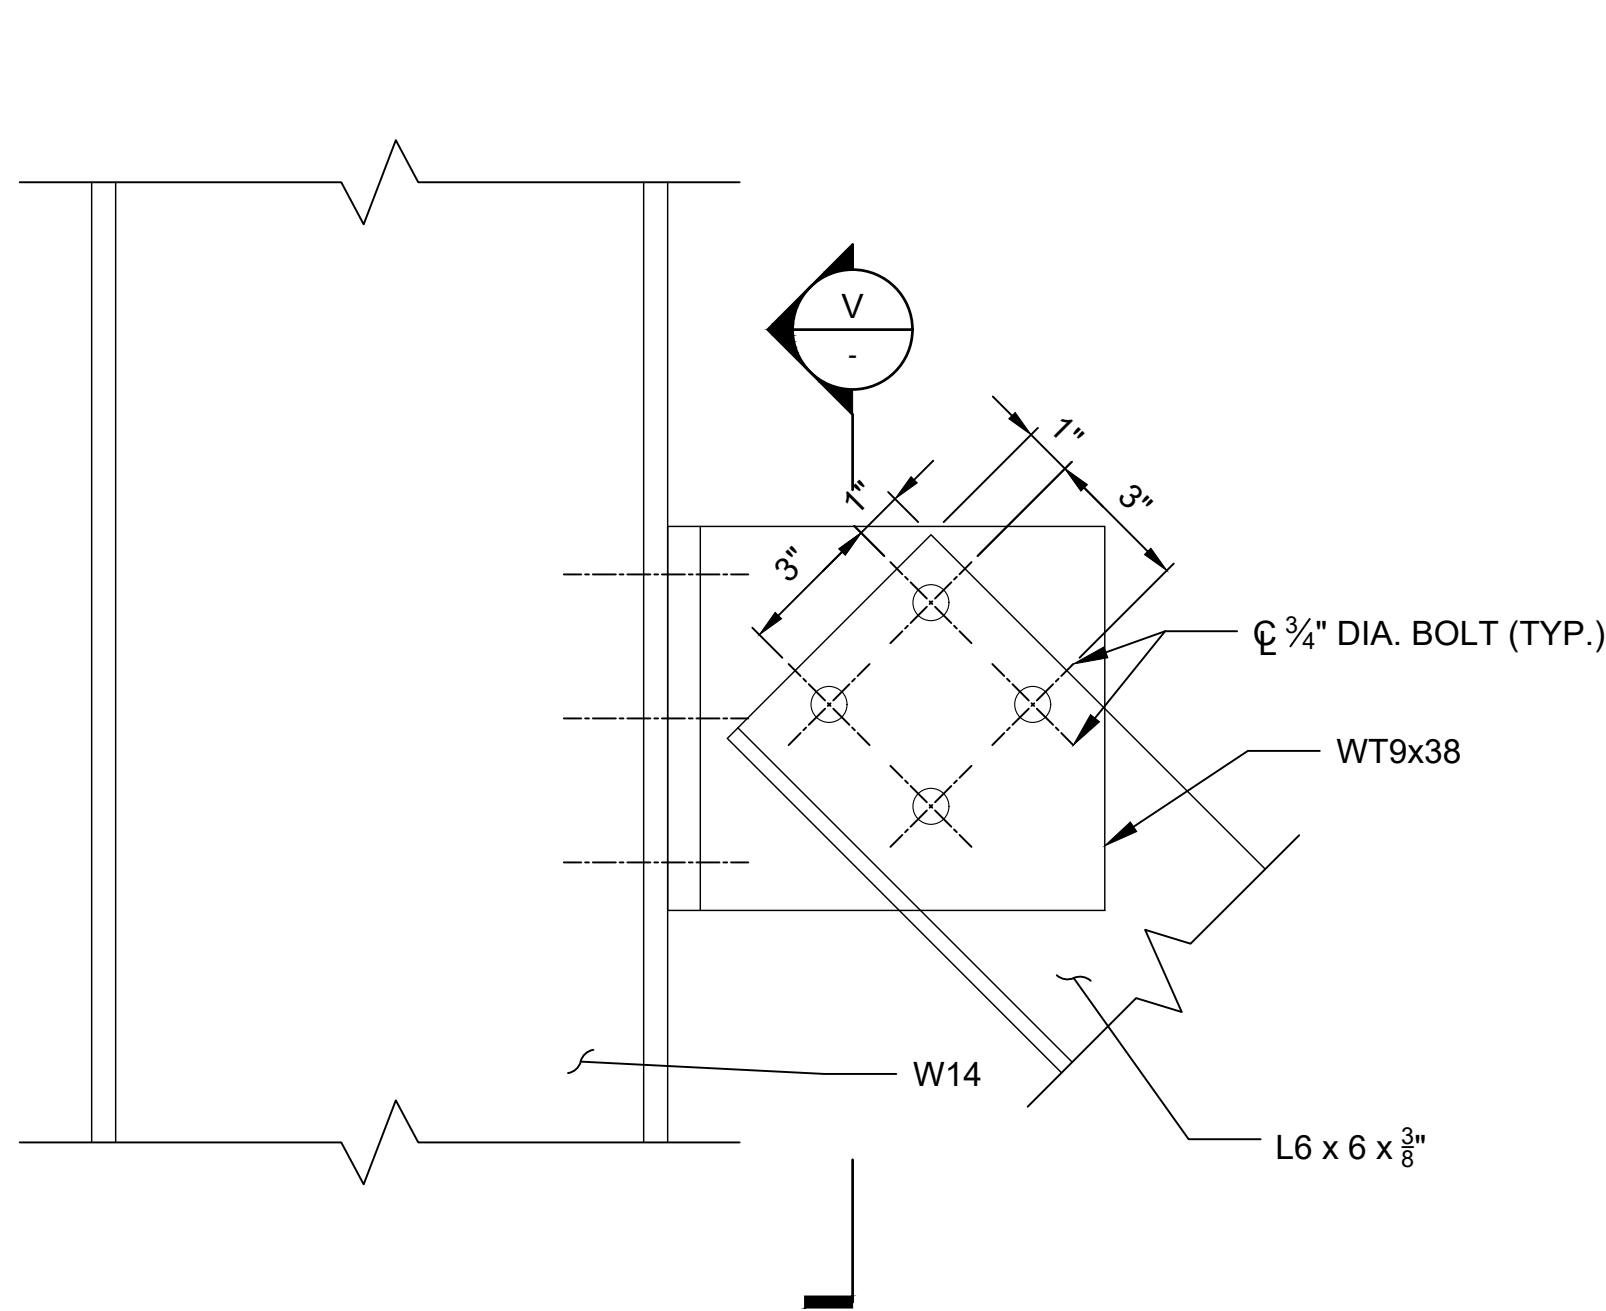 V
-
1"
3"
1"
3"
℄ ¾" DIA. BOLT (TYP.)
WT9x38
W14
L6 x 6 x ⅜"